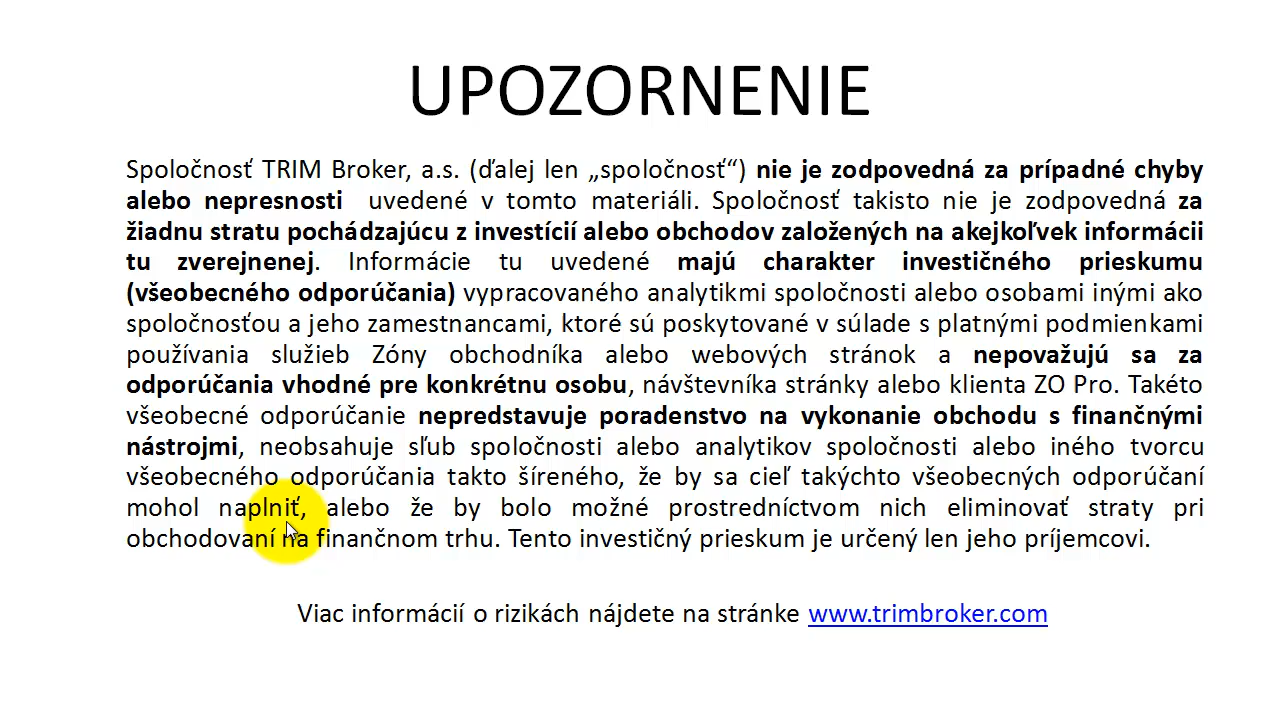 UPOZORNENIE
Spoločnosť TRIM Broker, a.s. (ďalej len „spoločnosť“) nie je zodpovedná za prípadné chyby
alebo nepresnosti uvedené v tomto materiáli. Spoločnosť takisto nie je zodpovedná za
žiadnu stratu pochádzajúcu z investícií alebo obchodov založených na akejkoľvek informácii
tu zverejnenej. Informácie tu uvedené majú charakter investičného prieskumu
(všeobecného odporúčania) vypracovaného analytikmi spoločnosti alebo osobami inými ako
spoločnosťou a jeho zamestnancami, ktoré sú poskytované v súlade s platnými podmienkami
používania služieb Zóny obchodníka alebo webových stránok a nepovažujú sa za
odporúčania vhodné pre konkrétnu osobu, návštevníka stránky alebo klienta ZO Pro. Takéto
všeobecné odporúčanie nepredstavuje poradenstvo na vykonanie obchodu s finančnými
nástrojmi, neobsahuje sľub spoločnosti alebo analytikov spoločnosti alebo iného tvorcu
všeobecného odporúčania takto šíreného, že by sa cieľ takýchto všeobecných odporúčaní
mohol naplniť, alebo že by bolo možné prostredníctvom nich eliminovať straty pri
obchodovaní na finančnom trhu. Tento investičný prieskum je určený len jeho príjemcovi.
Viac informácií o rizikách nájdete na stránke www.trimbroker.com